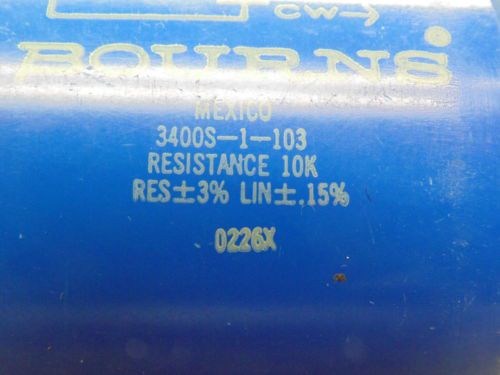 CW→
BOURNS
MEXICO
3400S-1-103
RESISTANCE 10K
RES±3% LIN±.15%
0226X